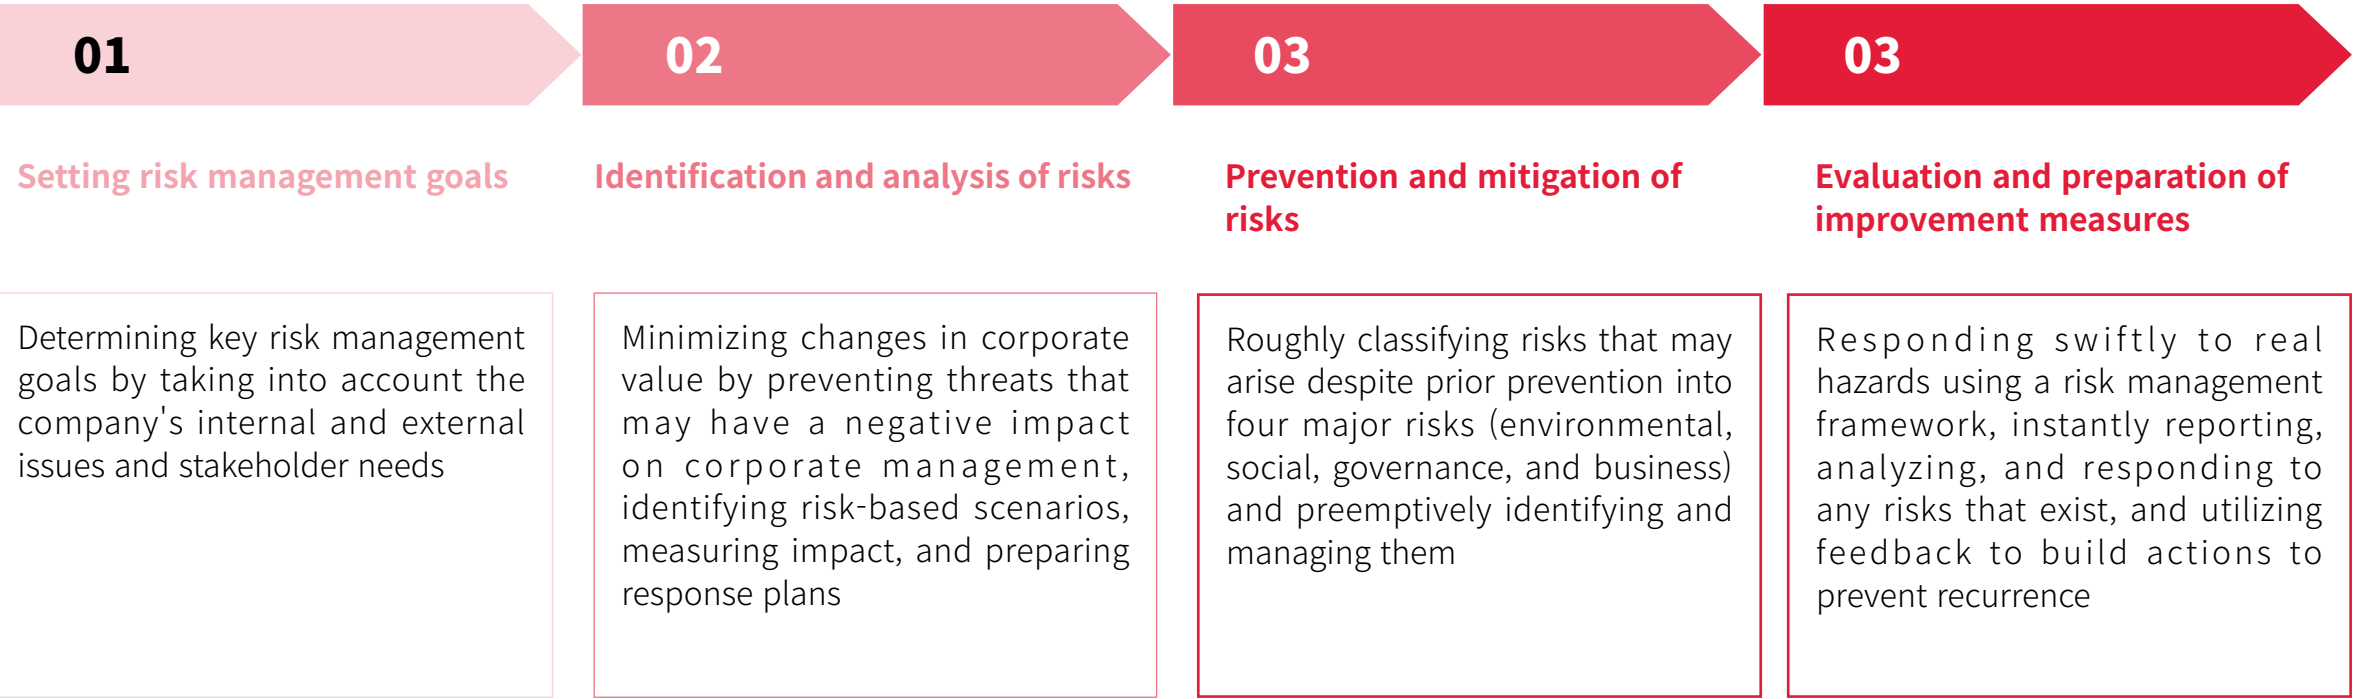 01
Setting risk management goals
Determining key risk management
goals by taking into account the
company's internal and external
issues and stakeholder needs
02
Identification and analysis of risks
Minimizing changes in corporate
value by preventing threats that
may have a negative impact
on corporate management,
identifying risk-based scenarios,
measuring impact, and preparing
response plans
03
Prevention and mitigation of
risks
Roughly classifying risks that may
arise despite prior prevention into
four major risks (environmental,
social, governance, and business)
and preemptively identifying and
managing them
03
Evaluation and preparation of
improvement measures
Responding swiftly to real
hazards using a risk management
framework, instantly reporting,
analyzing, and responding to
any risks that exist, and utilizing
feedback to build actions to
prevent recurrence